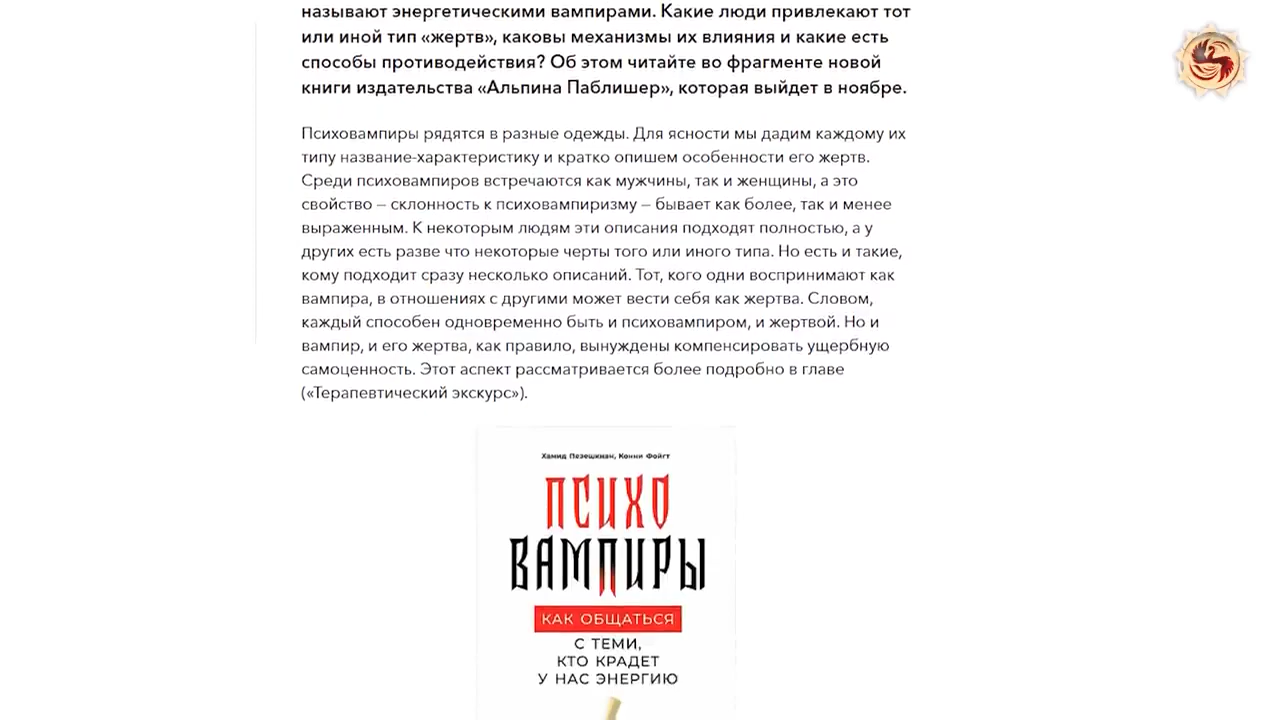 называют энергетическими вампирами. Какие люди привлекают тот
или иной тип «жертв», каковы механизмы их влияния и какие есть
способы противодействия? Об этом читайте во фрагменте новой
книги издательства «Альпина Паблишер», которая выйдет в ноябре.
Психовампиры рядятся в разные одежды. Для ясности мы дадим каждому их
типу название-характеристику и кратко опишем особенности его жертв.
Среди психовампиров встречаются как мужчины, так и женщины, а это
свойство — склонность к психовампиризму — бывает как более, так и менее
выраженным. К некоторым людям эти описания подходят полностью, а у
других есть разве что некоторые черты того или иного типа. Но есть и такие,
кому подходит сразу несколько описаний. Тот, кого одни воспринимают как
вампира, в отношениях с другими может вести себя как жертва. Словом,
каждый способен одновременно быть и психовампиром, и жертвой. Но и
вампир, и его жертва, как правило, вынуждены компенсировать ущербную
самоценность. Этот аспект рассматривается более подробно в главе
(«Терапевтический экскурс»).
Хамид Пезешкиан, Конни Фойгт
ПСИХО
ВАМПИРЫ
КАК ОБЩАТЬСЯ
С ТЕМИ,
КТО КРАДЕТ
У НАС ЭНЕРГИЮ